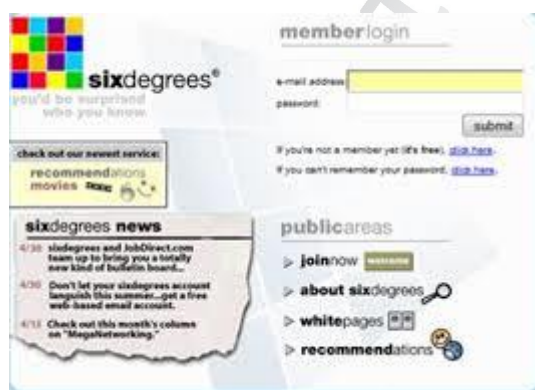 sixdegrees®
you'd be surprised
who you know.
check out our newest service:
recommendations
movies
sixdegrees news
4/30 sixdegrees and JobDirect.com
team up to bring you a totally
new kind of bulletin board...
4/30 Don't let your sixdegrees account
languish this summer...get a free
web-based email account.
4/13 Check out this month's column
on "MegaNetworking."
memberlogin
e-mail address:
password:
submit
If you're not a member yet (it's free), click here.
If you can't remember your password, click here.
publicareas
joinnow welcome
about sixdegrees
whitepages
recommendations